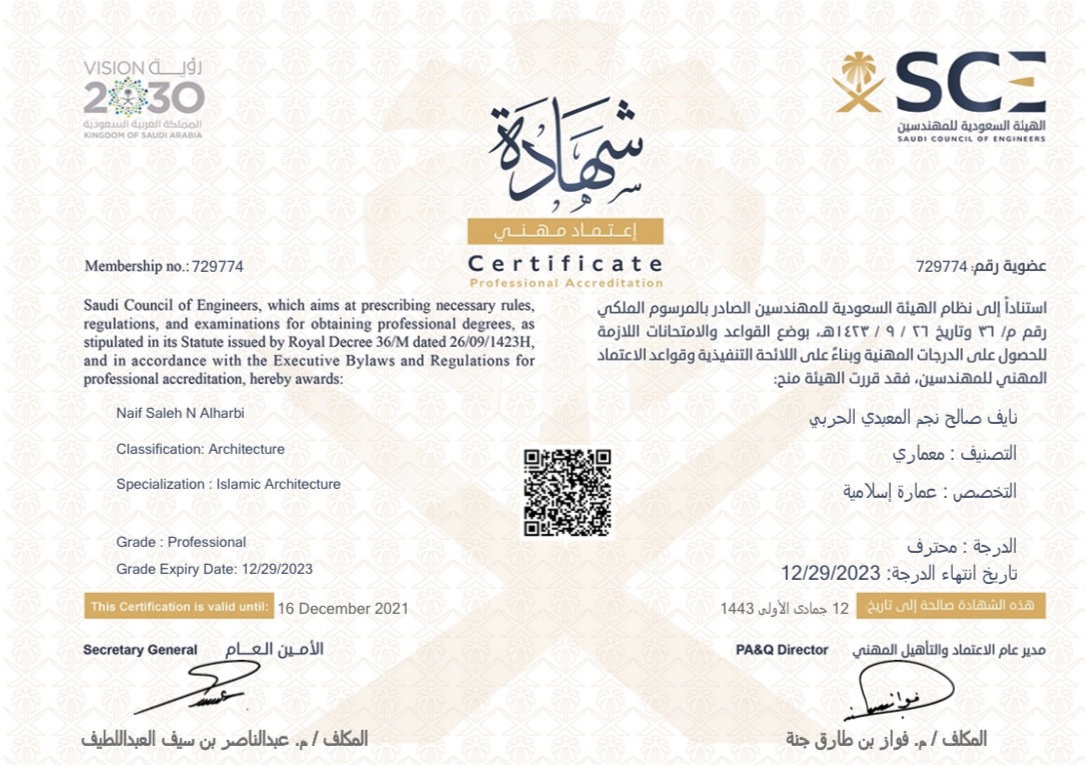 VISION رؤيـــة
2030
المملكة العربية السعودية
KINGDOM OF SAUDI ARABIA
SCE
الهيئة السعودية للمهندسين
SAUDI COUNCIL OF ENGINEERS
شهادة
إعـتـمـاد مـهـنـي
Certificate
Professional Accreditation
Membership no.: 729774
Saudi Council of Engineers, which aims at prescribing necessary rules,
regulations, and examinations for obtaining professional degrees, as
stipulated in its Statute issued by Royal Decree 36/M dated 26/09/1423H,
and in accordance with the Executive Bylaws and Regulations for
professional accreditation, hereby awards:
Naif Saleh N Alharbi
Classification: Architecture
Specialization : Islamic Architecture
Grade : Professional
Grade Expiry Date: 12/29/2023
This Certification is valid until: 16 December 2021
عضوية رقم: 729774
استناداً إلى نظام الهيئة السعودية للمهندسين الصادر بالمرسوم الملكي
رقم م/ ٣٦ وتاريخ ٢٦ / ٩ / ١٤٢٣هـ، بوضع القواعد والامتحانات اللازمة
للحصول على الدرجات المهنية وبناءً على اللائحة التنفيذية وقواعد الاعتماد
المهني للمهندسين، فقد قررت الهيئة منح:
نايف صالح نجم المعبدي الحربي
التصنيف : معماري
التخصص : عمارة إسلامية
الدرجة : محترف
تاريخ انتهاء الدرجة: 12/29/2023
هذه الشهادة صالحة إلى تاريخ 12 جمادى الأولى 1443
Secretary General الأمـيـن الـعـــام
المكلف / م. عبدالناصر بن سيف العبداللطيف
PA&Q Director مدير عام الاعتماد والتأهيل المهني
المكلف / م. فواز بن طارق جنة